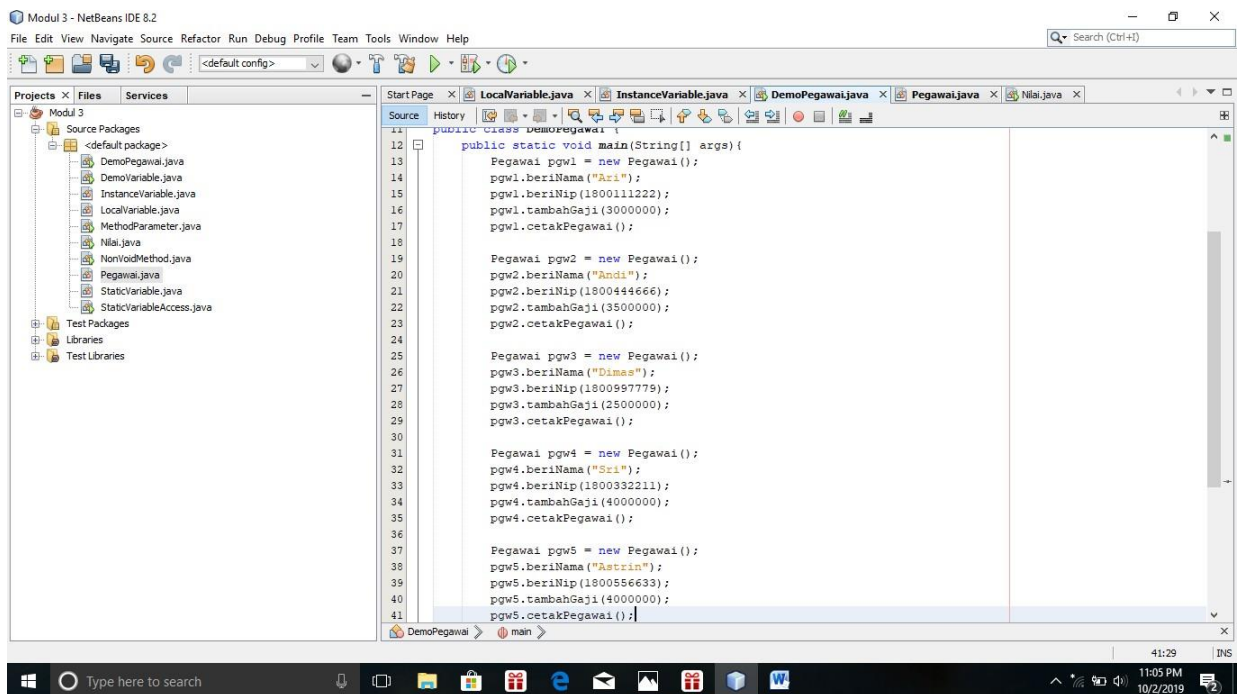 Modul 3 - NetBeans IDE 8.2
File Edit View Navigate Source Refactor Run Debug Profile Team Tools Window Help
Search (Ctrl+I)
<default config>
Projects Files Services
Start Page LocalVariable.java InstanceVariable.java DemoPegawai.java Pegawai.java Nilai.java
Source History
Modul 3
Source Packages
<default package>
DemoPegawai.java
DemoVariable.java
InstanceVariable.java
LocalVariable.java
MethodParameter.java
Nilai.java
NonVoidMethod.java
Pegawai.java
StaticVariable.java
StaticVariableAccess.java
Test Packages
Libraries
Test Libraries
11 public class DemoPegawai {
12 public static void main(String[] args){
13 Pegawai pgw1 = new Pegawai();
14 pgw1.beriNama("Ari");
15 pgw1.beriNip(1800111222);
16 pgw1.tambahGaji(3000000);
17 pgw1.cetakPegawai();
18
19 Pegawai pgw2 = new Pegawai();
20 pgw2.beriNama("Andi");
21 pgw2.beriNip(1800444666);
22 pgw2.tambahGaji(3500000);
23 pgw2.cetakPegawai();
24
25 Pegawai pgw3 = new Pegawai();
26 pgw3.beriNama("Dimas");
27 pgw3.beriNip(1800997779);
28 pgw3.tambahGaji(2500000);
29 pgw3.cetakPegawai();
30
31 Pegawai pgw4 = new Pegawai();
32 pgw4.beriNama("Sri");
33 pgw4.beriNip(1800332211);
34 pgw4.tambahGaji(4000000);
35 pgw4.cetakPegawai();
36
37 Pegawai pgw5 = new Pegawai();
38 pgw5.beriNama("Astrin");
39 pgw5.beriNip(1800556633);
40 pgw5.tambahGaji(4000000);
41 pgw5.cetakPegawai();
DemoPegawai main
41:29 INS
Type here to search
11:05 PM
10/2/2019
2